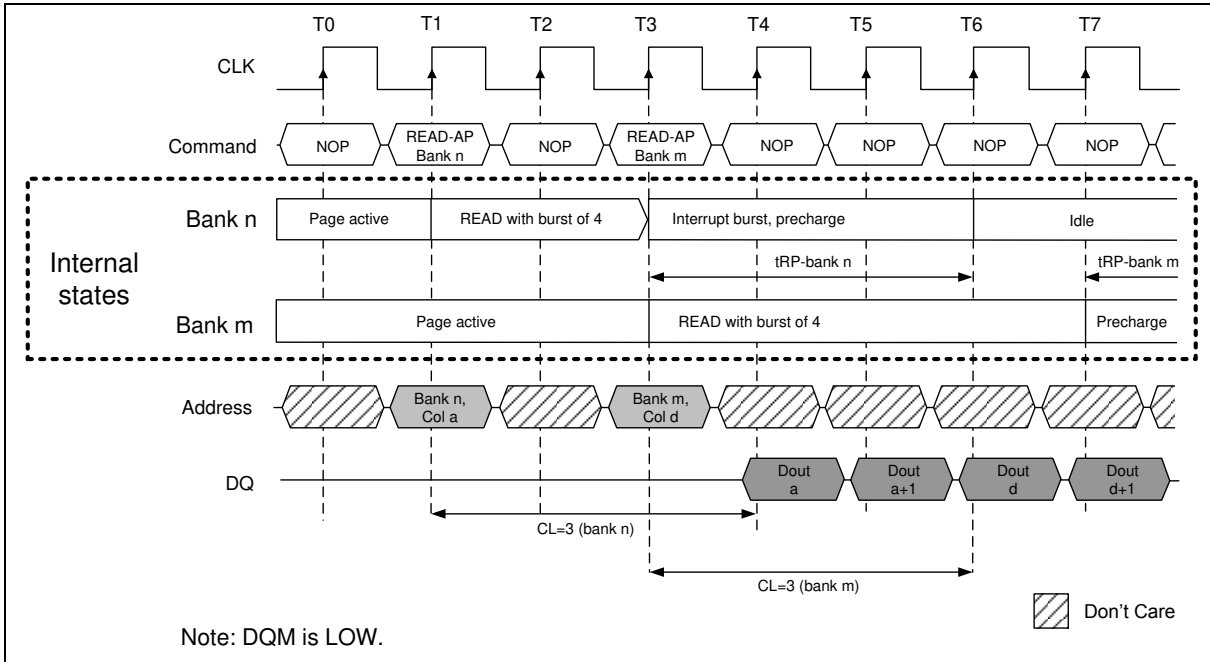 T0 T1 T2 T3 T4 T5 T6 T7
CLK
Command NOP READ-AP Bank n NOP READ-AP Bank m NOP NOP NOP NOP
Bank n Page active READ with burst of 4 Interrupt burst, precharge Idle
Internal states
tRP-bank n tRP-bank m
Bank m Page active READ with burst of 4 Precharge
Address Bank n, Col a Bank m, Col d
DQ Dout a Dout a+1 Dout d Dout d+1
CL=3 (bank n)
CL=3 (bank m)
Don't Care
Note: DQM is LOW.